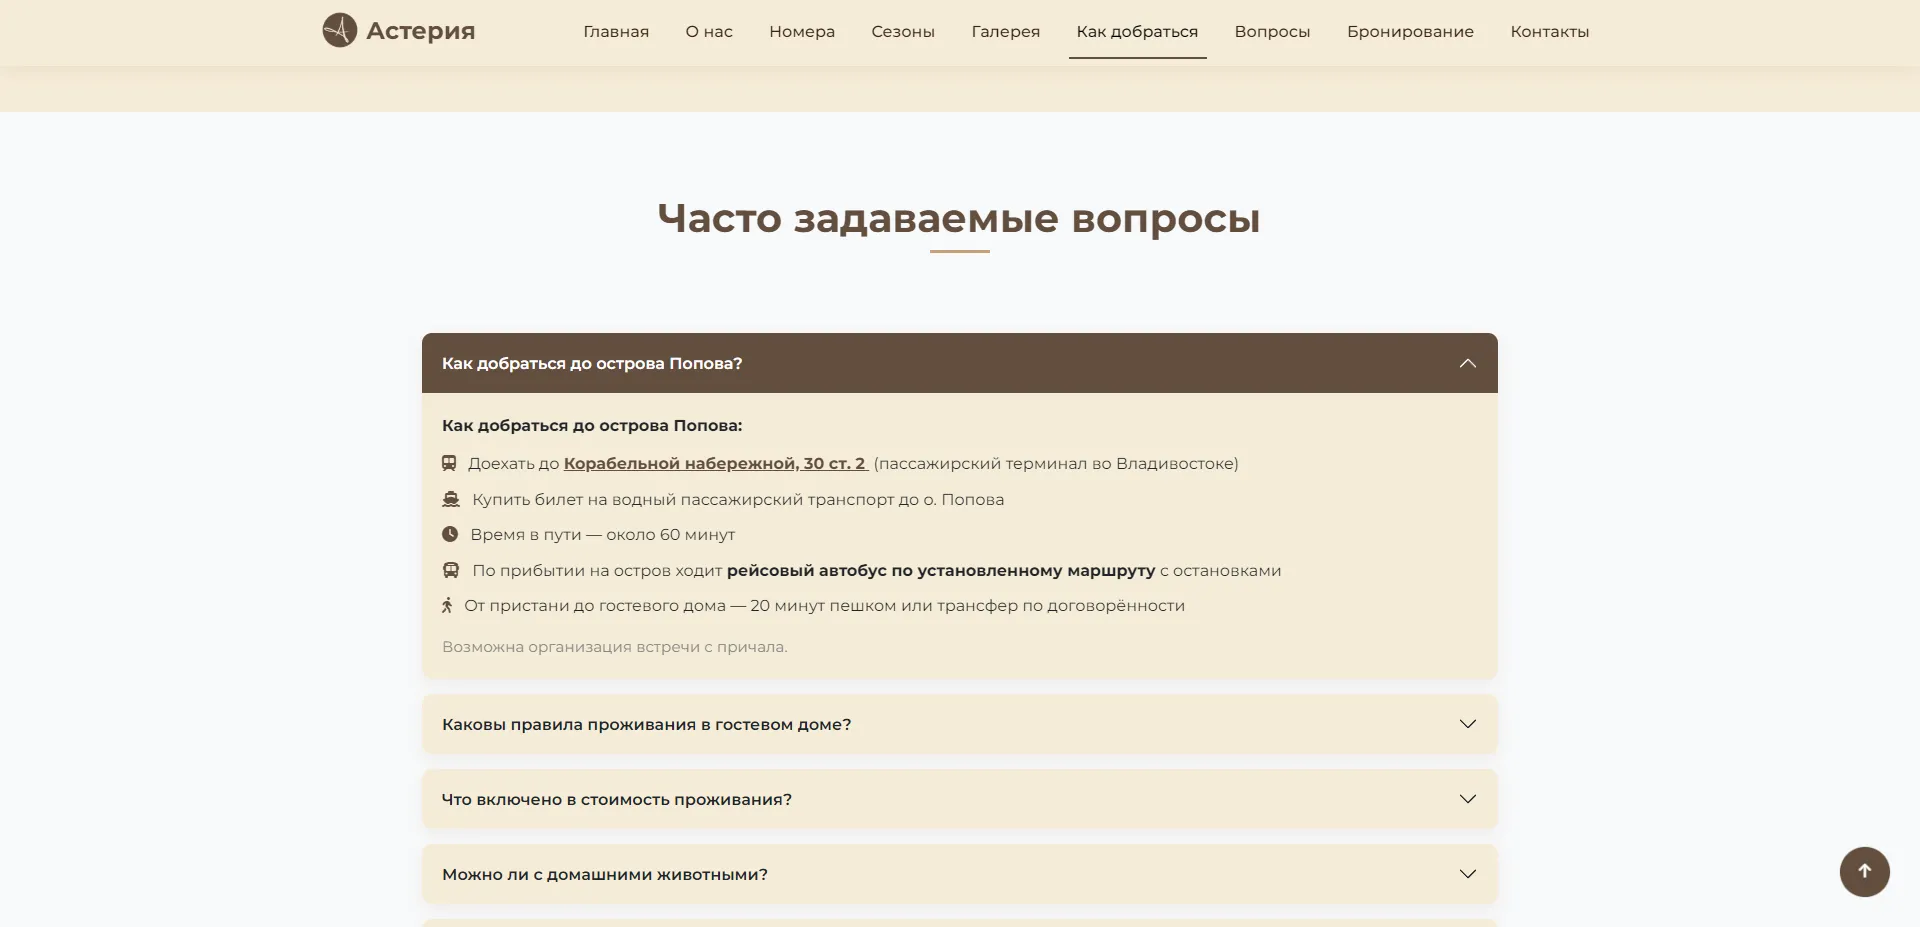 Астерия
Главная
О нас
Номера
Сезоны
Галерея
Как добраться
Вопросы
Бронирование
Контакты
Часто задаваемые вопросы
Как добраться до острова Попова?
Как добраться до острова Попова:
Доехать до Корабельной набережной, 30 ст. 2 (пассажирский терминал во Владивостоке)
Купить билет на водный пассажирский транспорт до о. Попова
Время в пути — около 60 минут
По прибытии на остров ходит рейсовый автобус по установленному маршруту с остановками
От пристани до гостевого дома — 20 минут пешком или трансфер по договорённости
Возможна организация встречи с причала.
Каковы правила проживания в гостевом доме?
Что включено в стоимость проживания?
Можно ли с домашними животными?